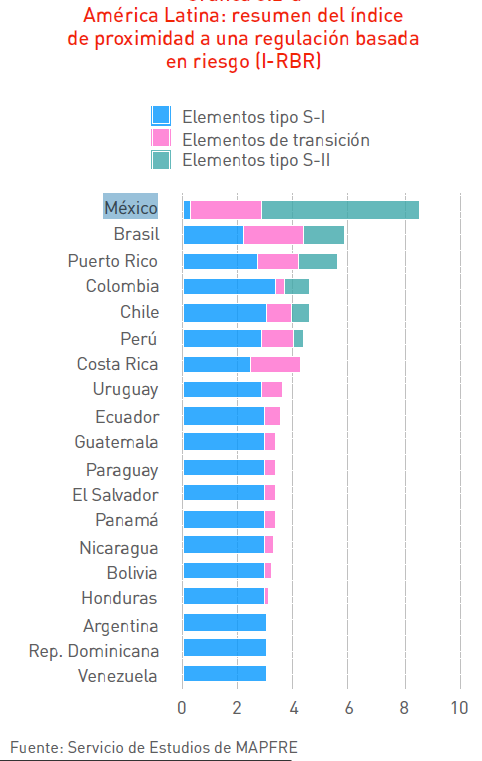 América Latina: resumen del índice
de proximidad a una regulación basada
en riesgo (I-RBR)
Elementos tipo S-I
Elementos de transición
Elementos tipo S-II
México
Brasil
Puerto Rico
Colombia
Chile
Perú
Costa Rica
Uruguay
Ecuador
Guatemala
Paraguay
El Salvador
Panamá
Nicaragua
Bolivia
Honduras
Argentina
Rep. Dominicana
Venezuela
0 2 4 6 8 10
Fuente: Servicio de Estudios de MAPFRE